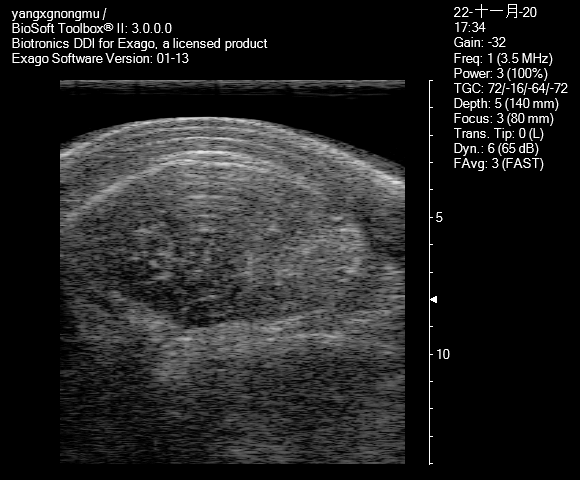 yangxgnongmu /
BioSoft Toolbox® II: 3.0.0.0
Biotronics DDI for Exago, a licensed product
Exago Software Version: 01-13
22-十一月-20
17:34
Gain: -32
Freq: 1 (3.5 MHz)
Power: 3 (100%)
TGC: 72/-16/-64/-72
Depth: 5 (140 mm)
Focus: 3 (80 mm)
Trans. Tip: 0 (L)
Dyn.: 6 (65 dB)
FAvg: 3 (FAST)
5
10